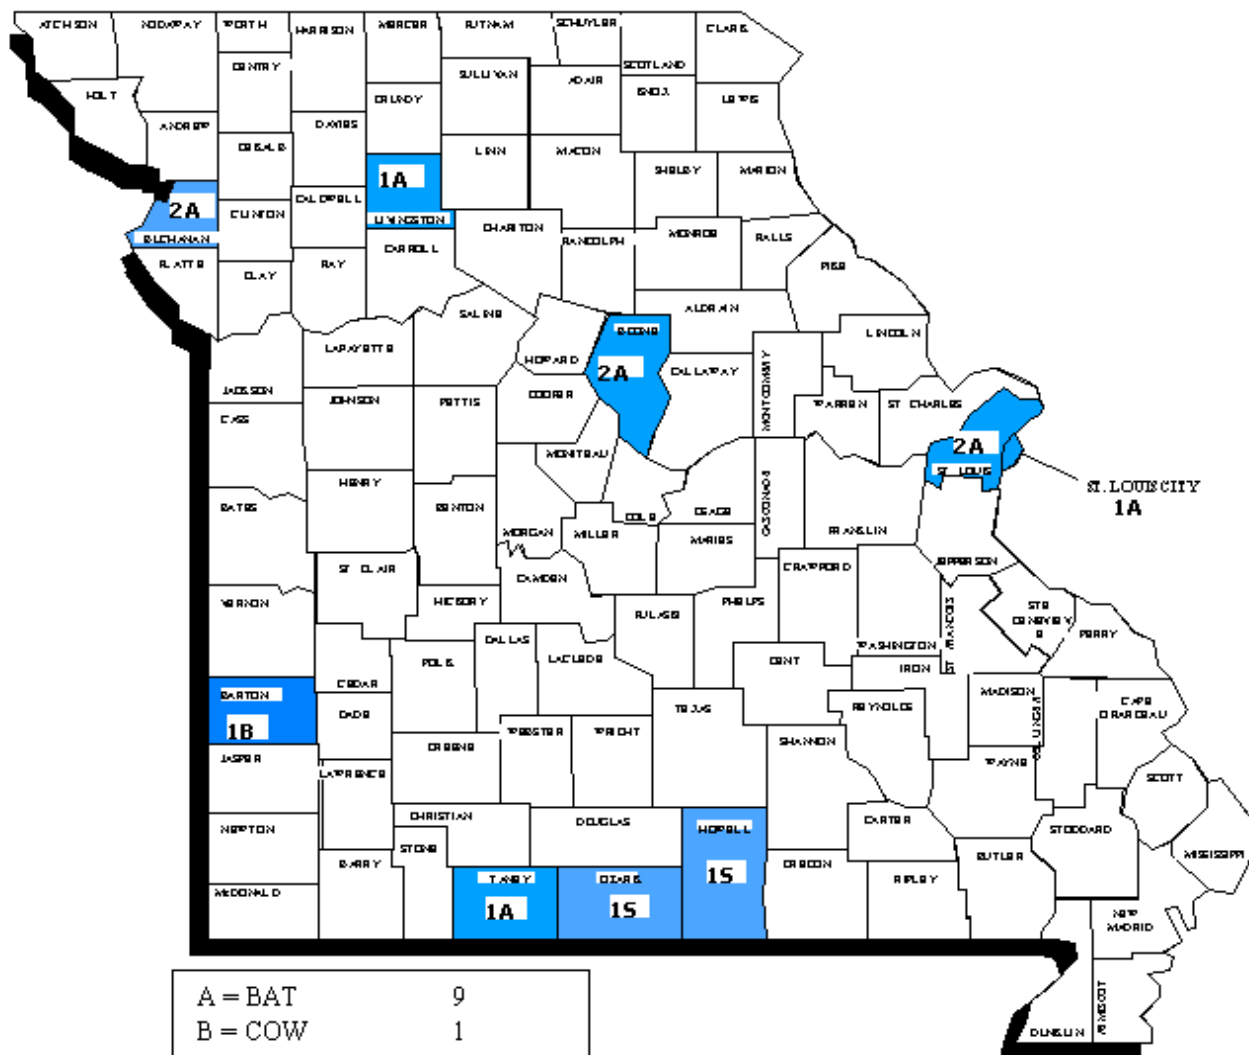 ATCHISON NODAWAY WORTH HARRISON MERCER PUTNAM SCHUYLER CLARK
SCOTLAND
GENTRY SULLIVAN ADAIR
HOLT GRUNDY KNOX LEWIS
ANDREW DAVIES
DEKALB LINN MACON
1A SHELBY MARION
2A CALDWELL
CLINTON LIVINGSTON CHARITON
BUCHANAN RANDOLPH MONROE RALLS
PLATTE CLAY RAY CARROLL PIKE
SALINE AUDRAIN
BOONE LINCOLN
LAFAYETTE HOWARD
2A CALLAWAY MONTGOMERY
JACKSON JOHNSON PETTIS COOPER WARREN ST CHARLES
CASS
MONITEAU 2A
ST LOUIS
HENRY ST. LOUIS CITY
BATES BENTON COLE OSAGE GASCONADE 1A
MORGAN MILLER MARIES FRANKLIN
ST CLAIR CRAWFORD JEFFERSON
CAMDEN
VERNON HICKORY PULASKI PHELPS STE
GENEVIEV
E
DALLAS WASHINGTON ST FRANCOIS PERRY
POLK LACLEDE DENT IRON
CEDAR
BARTON MADISON CAPE
GIRARDEAU
DADE TEXAS REYNOLDS
1B WEBSTER WRIGHT
GREENE SHANNON
JASPER LAWRENCE WAYNE SCOTT
CHRISTIAN DOUGLAS CARTER
NEWTON HOWELL STODDARD
STONE BUTLER MISSISSIPPI
BARRY 1S OREGON
TANEY OZARK RIPLEY
McDONALD
1A 1S NEW
MADRID
A = BAT 9
B = COW 1
PEMISCOT
DUNKLIN